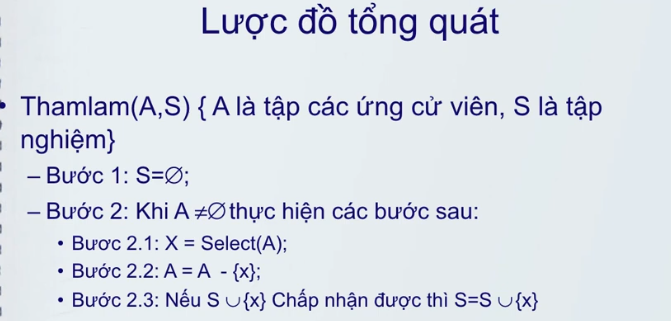 Lược đồ tổng quát
• Thamlam(A,S) { A là tập các ứng cử viên, S là tập
nghiệm}
– Bước 1: S=∅;
– Bước 2: Khi A ≠∅ thực hiện các bước sau:
• Bươc 2.1: X = Select(A);
• Bước 2.2: A = A - {x};
• Bước 2.3: Nếu S ∪{x} Chấp nhận được thì S=S ∪{x}